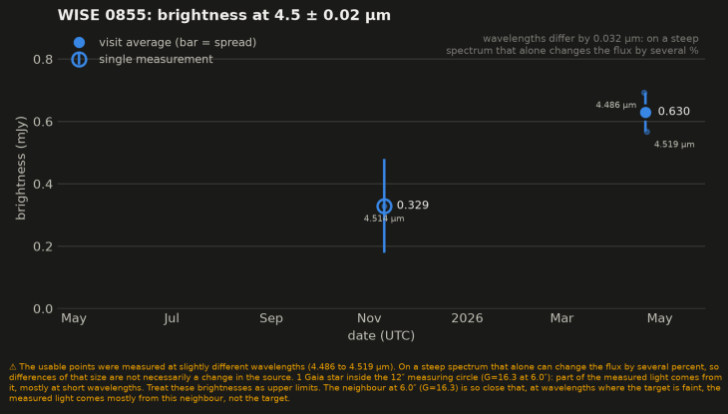 WISE 0855: brightness at 4.5 ± 0.02 μm
visit average (bar = spread)
single measurement
wavelengths differ by 0.032 μm: on a steep
spectrum that alone changes the flux by several %
brightness (mJy)
0.8
0.6
0.4
0.2
0.0
4.486 μm
0.630
4.519 μm
0.329
4.514 μm
May
Jul
Sep
Nov
2026
Mar
May
date (UTC)
⚠ The usable points were measured at slightly different wavelengths (4.486 to 4.519 μm). On a steep spectrum that alone can change the flux by several percent, so
differences of that size are not necessarily a change in the source. 1 Gaia star inside the 12″ measuring circle (G=16.3 at 6.0″): part of the measured light comes from
it, mostly at short wavelengths. Treat these brightnesses as upper limits. The neighbour at 6.0″ (G=16.3) is so close that, at wavelengths where the target is faint, the
measured light comes mostly from this neighbour, not the target.